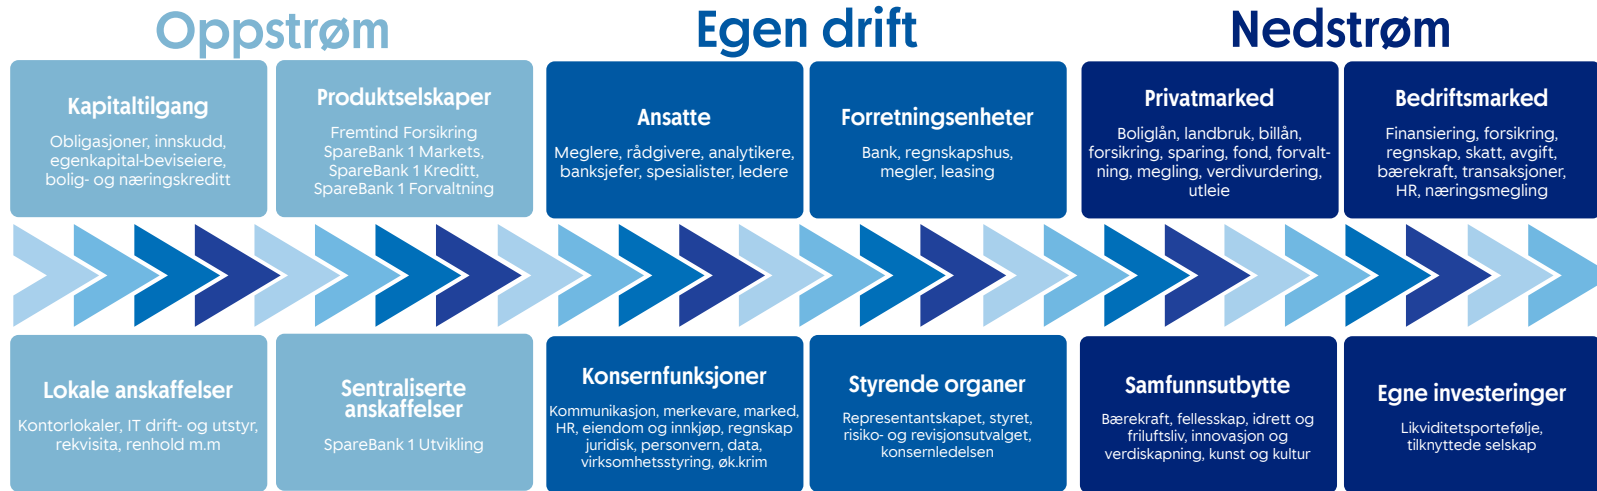 Oppstrøm
Egen drift
Nedstrøm
Kapitaltilgang
Obligasjoner, innskudd,
egenkapital-beviseiere,
bolig- og næringskreditt
Produktselskaper
Fremtind Forsikring
SpareBank 1 Markets,
SpareBank 1 Kreditt,
SpareBank 1 Forvaltning
Ansatte
Meglere, rådgivere, analytikere,
banksjefer, spesialister, ledere
Forretningsenheter
Bank, regnskapshus,
megler, leasing
Privatmarked
Boliglån, landbruk, billån,
forsikring, sparing, fond, forvalt-
ning, megling, verdivurdering,
utleie
Bedriftsmarked
Finansiering, forsikring,
regnskap, skatt, avgift,
bærekraft, transaksjoner,
HR, næringsmegling
Lokale anskaffelser
Kontorlokaler, IT drift- og utstyr,
rekvisita, renhold m.m
Sentraliserte
anskaffelser
SpareBank 1 Utvikling
Konsernfunksjoner
Kommunikasjon, merkevare, marked,
HR, eiendom og innkjøp, regnskap
juridisk, personvern, data,
virksomhetsstyring, øk.krim
Styrende organer
Representantskapet, styret,
risiko- og revisjonsutvalget,
konsernledelsen
Samfunnsutbytte
Bærekraft, fellesskap, idrett og
friluftsliv, innovasjon og
verdiskapning, kunst og kultur
Egne investeringer
Likviditetsportefølje,
tilknyttede selskap